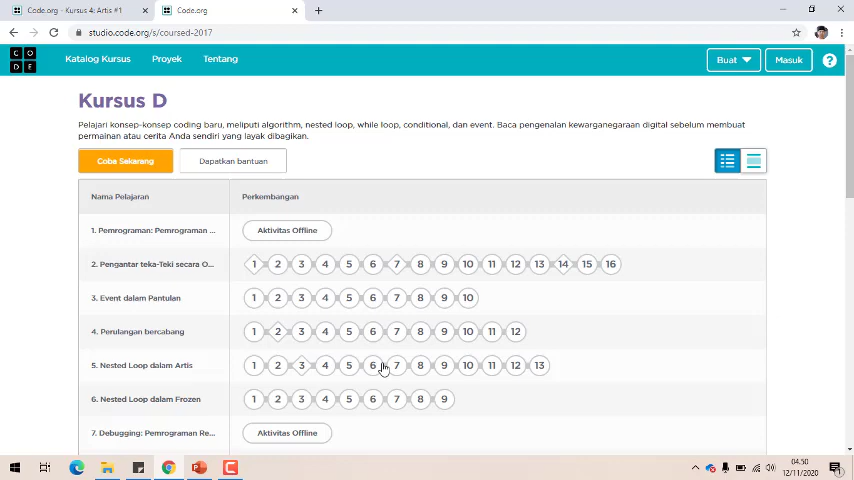 Code.org - Kursus 4: Artis #1
Code.org
studio.code.org/s/coursed-2017
C O
D E
Katalog Kursus Proyek Tentang
Buat Masuk ?
Kursus D
Pelajari konsep-konsep coding baru, meliputi algorithm, nested loop, while loop, conditional, dan event. Baca pengenalan kewarganegaraan digital sebelum membuat
permainan atau cerita Anda sendiri yang layak dibagikan.
Coba Sekarang Dapatkan bantuan
Nama Pelajaran Perkembangan
1. Pemrograman: Pemrograman ... Aktivitas Offline
2. Pengantar teka-Teki secara O... 1 2 3 4 5 6 7 8 9 10 11 12 13 14 15 16
3. Event dalam Pantulan 1 2 3 4 5 6 7 8 9 10
4. Perulangan bercabang 1 2 3 4 5 6 7 8 9 10 11 12
5. Nested Loop dalam Artis 1 2 3 4 5 6 7 8 9 10 11 12 13
6. Nested Loop dalam Frozen 1 2 3 4 5 6 7 8 9
7. Debugging: Pemrograman Re... Aktivitas Offline
04.50
12/11/2020